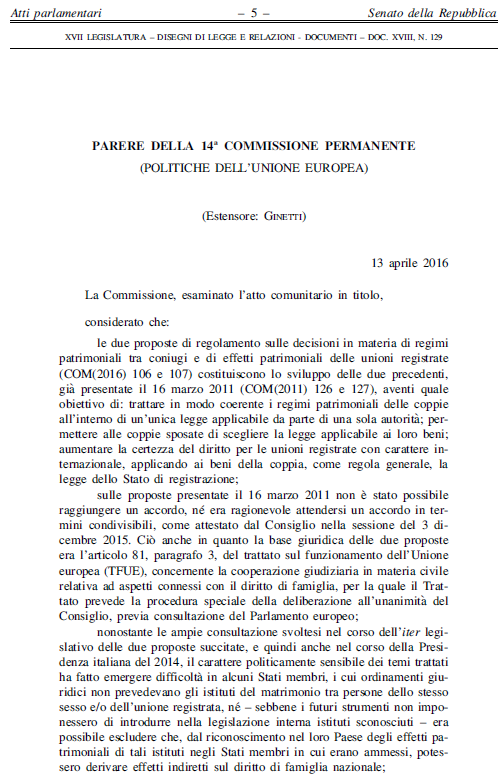 Atti parlamentari – 5 – Senato della Repubblica
XVII LEGISLATURA – DISEGNI DI LEGGE E RELAZIONI - DOCUMENTI – DOC. XVIII, N. 129
PARERE DELLA 14ª COMMISSIONE PERMANENTE
(POLITICHE DELL'UNIONE EUROPEA)
(Estensore: GINETTI)
13 aprile 2016
La Commissione, esaminato l'atto comunitario in titolo,
considerato che:
le due proposte di regolamento sulle decisioni in materia di regimi
patrimoniali tra coniugi e di effetti patrimoniali delle unioni registrate
(COM(2016) 106 e 107) costituiscono lo sviluppo delle due precedenti,
già presentate il 16 marzo 2011 (COM(2011) 126 e 127), aventi quale
obiettivo di: trattare in modo coerente i regimi patrimoniali delle coppie
all'interno di un'unica legge applicabile da parte di una sola autorità; per-
mettere alle coppie sposate di scegliere la legge applicabile ai loro beni;
aumentare la certezza del diritto per le unioni registrate con carattere in-
ternazionale, applicando ai beni della coppia, come regola generale, la
legge dello Stato di registrazione;
sulle proposte presentate il 16 marzo 2011 non è stato possibile
raggiungere un accordo, né era ragionevole attendersi un accordo in ter-
mini condivisibili, come attestato dal Consiglio nella sessione del 3 di-
cembre 2015. Ciò anche in quanto la base giuridica delle due proposte
era l'articolo 81, paragrafo 3, del trattato sul funzionamento dell'Unione
europea (TFUE), concernente la cooperazione giudiziaria in materia civile
relativa ad aspetti connessi con il diritto di famiglia, per la quale il Trat-
tato prevede la procedura speciale della deliberazione all'unanimità del
Consiglio, previa consultazione del Parlamento europeo;
nonostante le ampie consultazione svoltesi nel corso dell'iter legi-
slativo delle due proposte succitate, e quindi anche nel corso della Presi-
denza italiana del 2014, il carattere politicamente sensibile dei temi trattati
ha fatto emergere difficoltà in alcuni Stati membri, i cui ordinamenti giu-
ridici non prevedevano gli istituti del matrimonio tra persone dello stesso
sesso e/o dell'unione registrata, né – sebbene i futuri strumenti non impo-
nessero di introdurre nella legislazione interna istituti sconosciuti – era
possibile escludere che, dal riconoscimento nel loro Paese degli effetti pa-
trimoniali di tali istituti negli Stati membri in cui erano ammessi, potes-
sero derivare effetti indiretti sul diritto di famiglia nazionale;